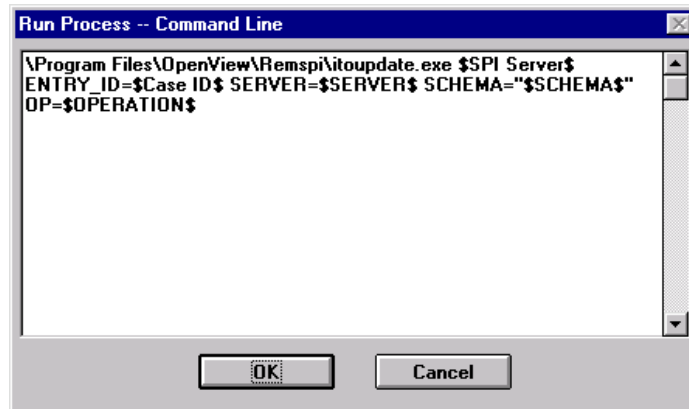 Run Process -- Command Line
\Program Files\OpenView\Remspi\itoupdate.exe $SPI Server$
ENTRY_ID=$Case ID$ SERVER=$SERVER$ SCHEMA="$SCHEMA$"
OP=$OPERATION$
OK
Cancel